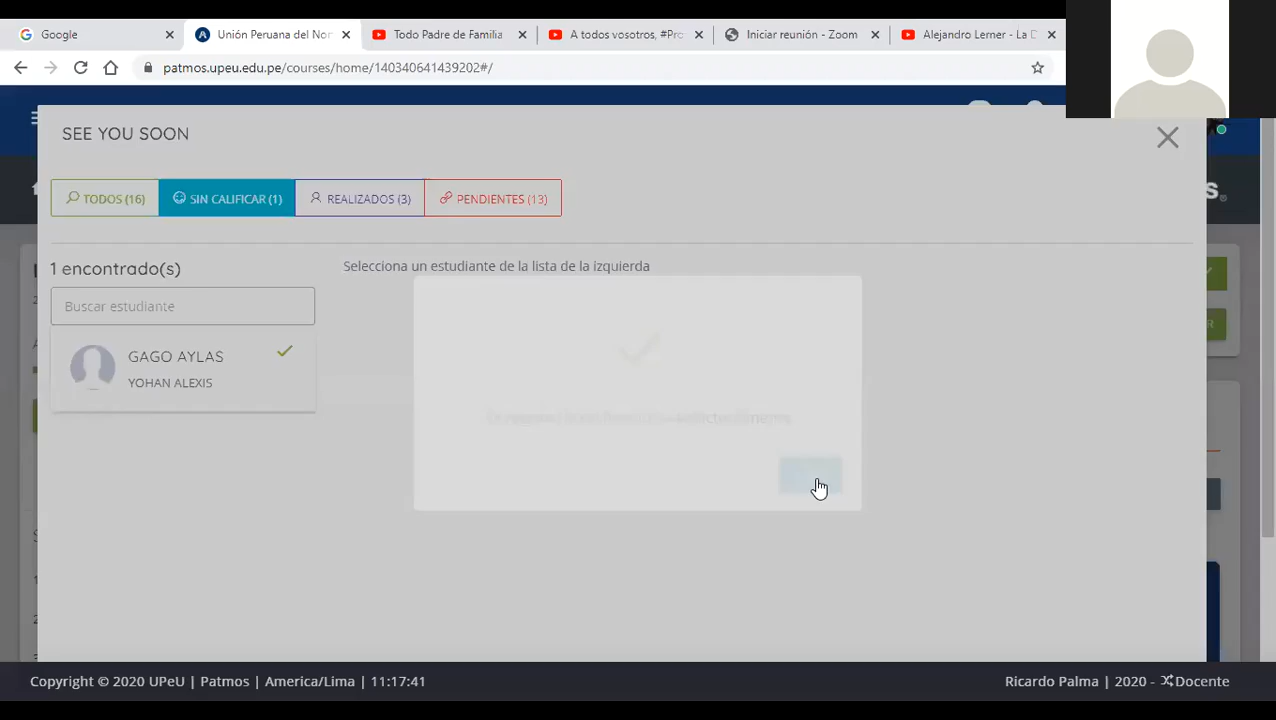 Google
Unión Peruana del Nor
Todo Padre de Familia
A todos vosotros, #Pro
Iniciar reunión - Zoom
Alejandro Lerner - La D
patmos.upeu.edu.pe/courses/home/140340641439202#/
SEE YOU SOON
TODOS (16)
SIN CALIFICAR (1)
REALIZADOS (3)
PENDIENTES (13)
1 encontrado(s)
Selecciona un estudiante de la lista de la izquierda
Buscar estudiante
GAGO AYLAS
YOHAN ALEXIS
Copyright © 2020 UPeU | Patmos | America/Lima | 11:17:41
Ricardo Palma | 2020 - Docente